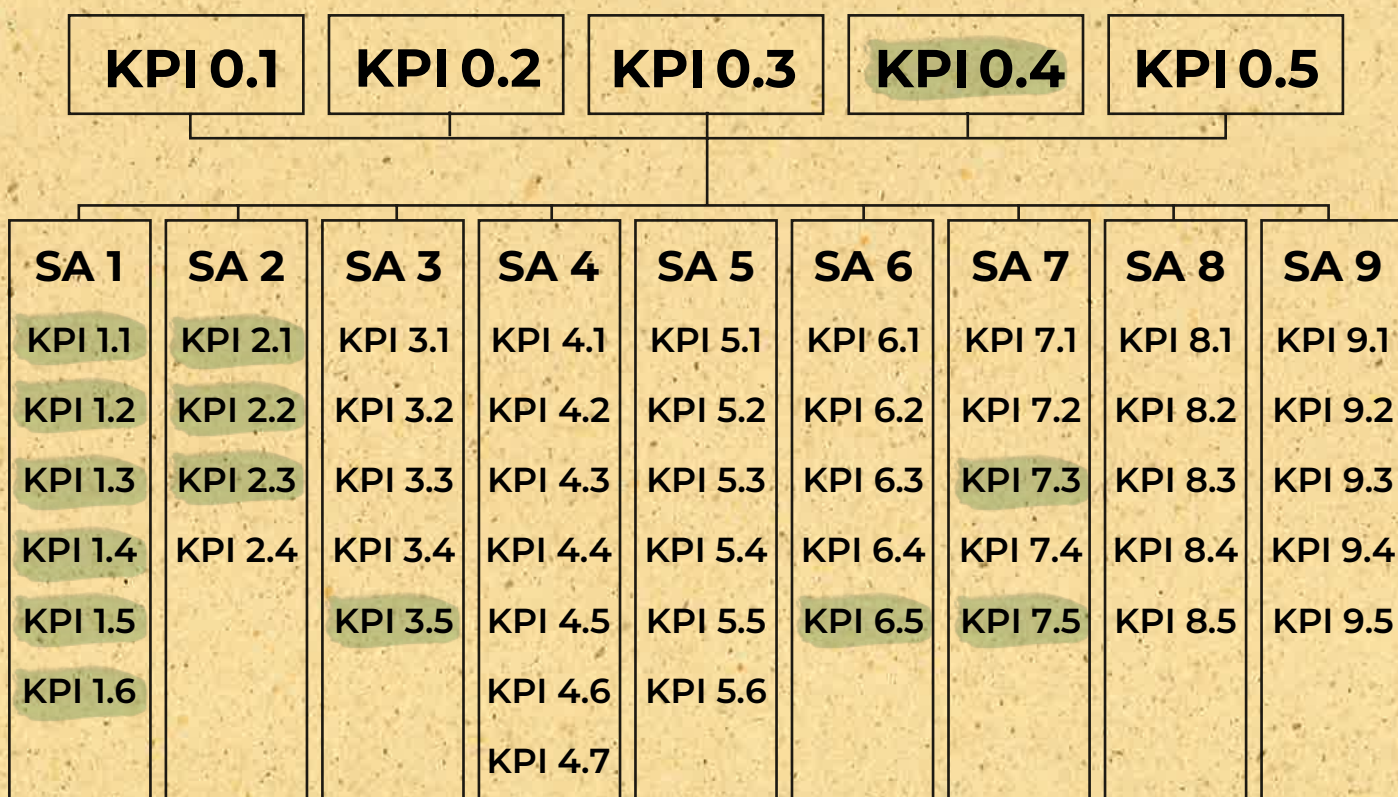 KPI 0.1 KPI 0.2 KPI 0.3 KPI 0.4 KPI 0.5
SA 1 SA 2 SA 3 SA 4 SA 5 SA 6 SA 7 SA 8 SA 9
KPI 1.1 KPI 2.1 KPI 3.1 KPI 4.1 KPI 5.1 KPI 6.1 KPI 7.1 KPI 8.1 KPI 9.1
KPI 1.2 KPI 2.2 KPI 3.2 KPI 4.2 KPI 5.2 KPI 6.2 KPI 7.2 KPI 8.2 KPI 9.2
KPI 1.3 KPI 2.3 KPI 3.3 KPI 4.3 KPI 5.3 KPI 6.3 KPI 7.3 KPI 8.3 KPI 9.3
KPI 1.4 KPI 2.4 KPI 3.4 KPI 4.4 KPI 5.4 KPI 6.4 KPI 7.4 KPI 8.4 KPI 9.4
KPI 1.5 KPI 3.5 KPI 4.5 KPI 5.5 KPI 6.5 KPI 7.5 KPI 8.5 KPI 9.5
KPI 1.6 KPI 4.6 KPI 5.6
KPI 4.7